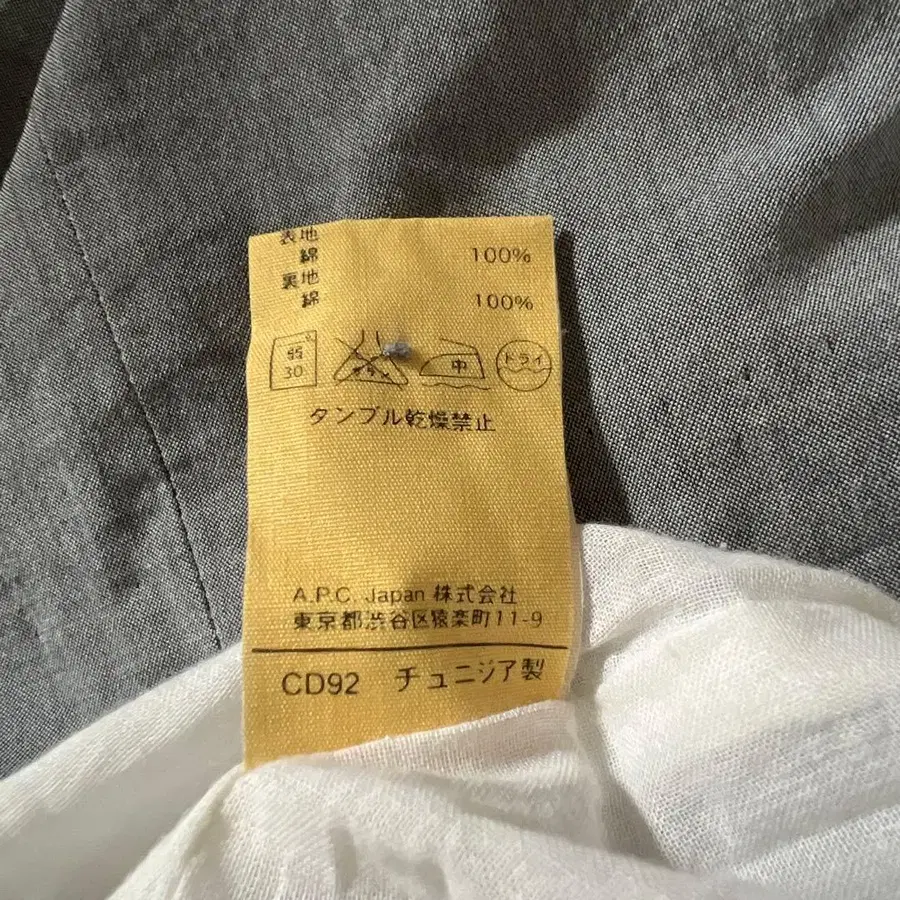 表地
綿 100%
裏地
綿 100%
弱 30 中 ドライ
タンブル乾燥禁止
A.P.C. Japan 株式会社
東京都渋谷区猿楽町11-9
CD92 チュニジア製